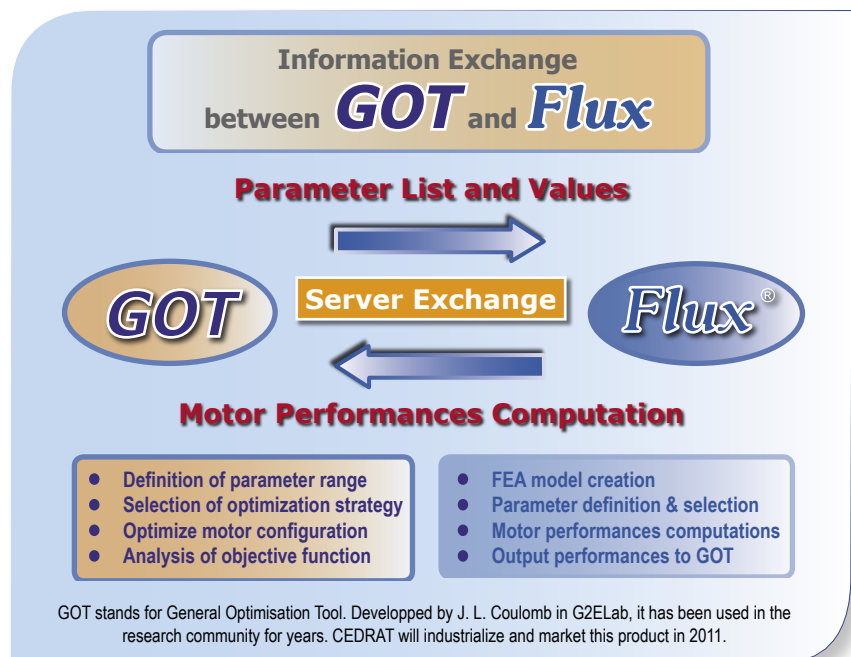 Information Exchange
between GOT and Flux
Parameter List and Values
GOT
Server Exchange
Flux®
Motor Performances Computation
● Definition of parameter range
● Selection of optimization strategy
● Optimize motor configuration
● Analysis of objective function
● FEA model creation
● Parameter definition & selection
● Motor performances computations
● Output performances to GOT
GOT stands for General Optimisation Tool. Developped by J. L. Coulomb in G2ELab, it has been used in the
research community for years. CEDRAT will industrialize and market this product in 2011.